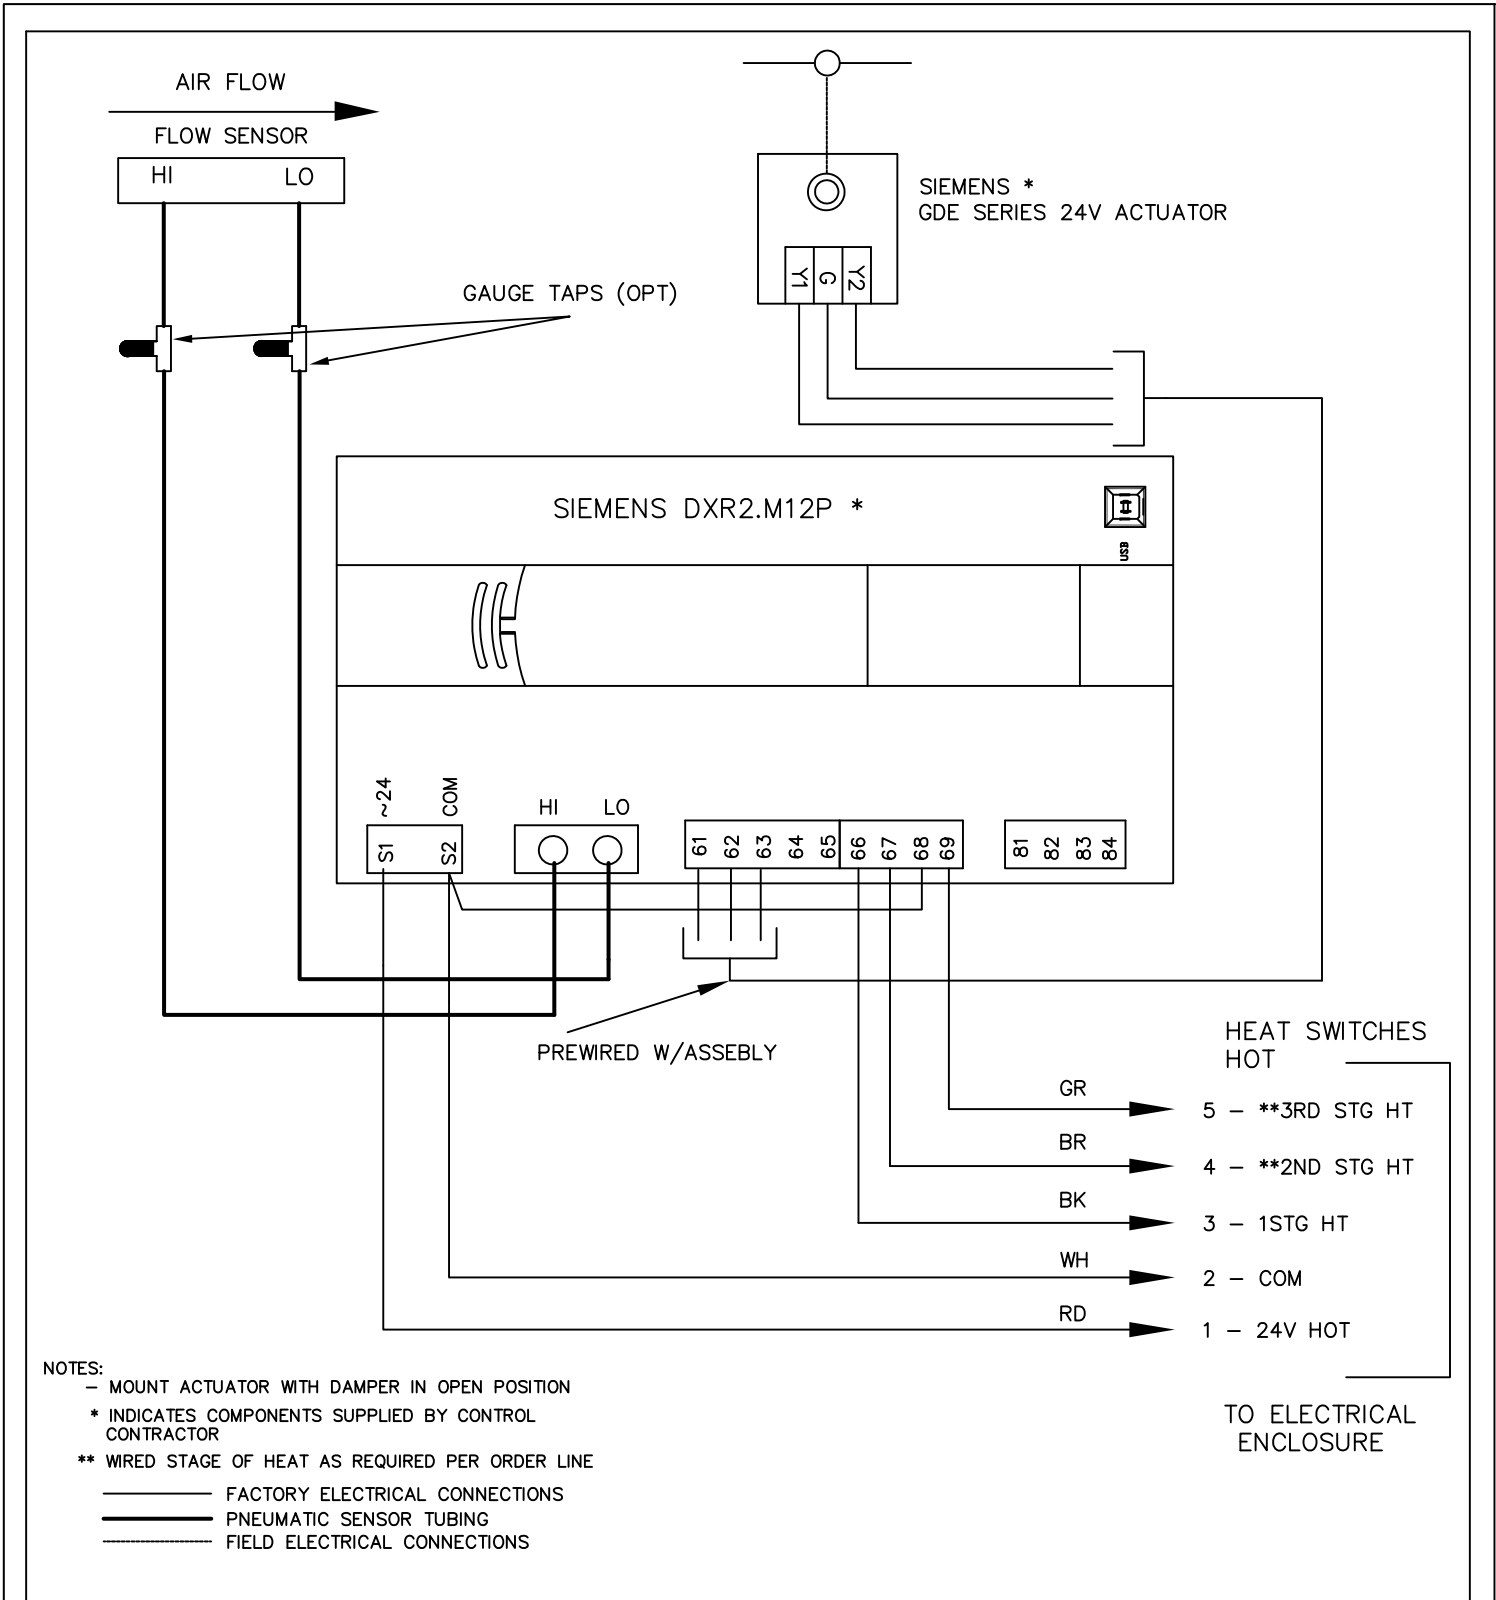 AIR FLOW
FLOW SENSOR
HI
LO
SIEMENS *
GDE SERIES 24V ACTUATOR
Y1
G
Y2
GAUGE TAPS (OPT)
SIEMENS DXR2.M12P *
USB
~24
COM
HI
LO
S1
S2
61
62
63
64
65
66
67
68
69
81
82
83
84
PREWIRED W/ASSEBLY
HEAT SWITCHES
HOT
GR
5 – **3RD STG HT
BR
4 – **2ND STG HT
BK
3 – 1STG HT
WH
2 – COM
RD
1 – 24V HOT
TO ELECTRICAL
ENCLOSURE
NOTES:
– MOUNT ACTUATOR WITH DAMPER IN OPEN POSITION
* INDICATES COMPONENTS SUPPLIED BY CONTROL
CONTRACTOR
** WIRED STAGE OF HEAT AS REQUIRED PER ORDER LINE
FACTORY ELECTRICAL CONNECTIONS
PNEUMATIC SENSOR TUBING
FIELD ELECTRICAL CONNECTIONS